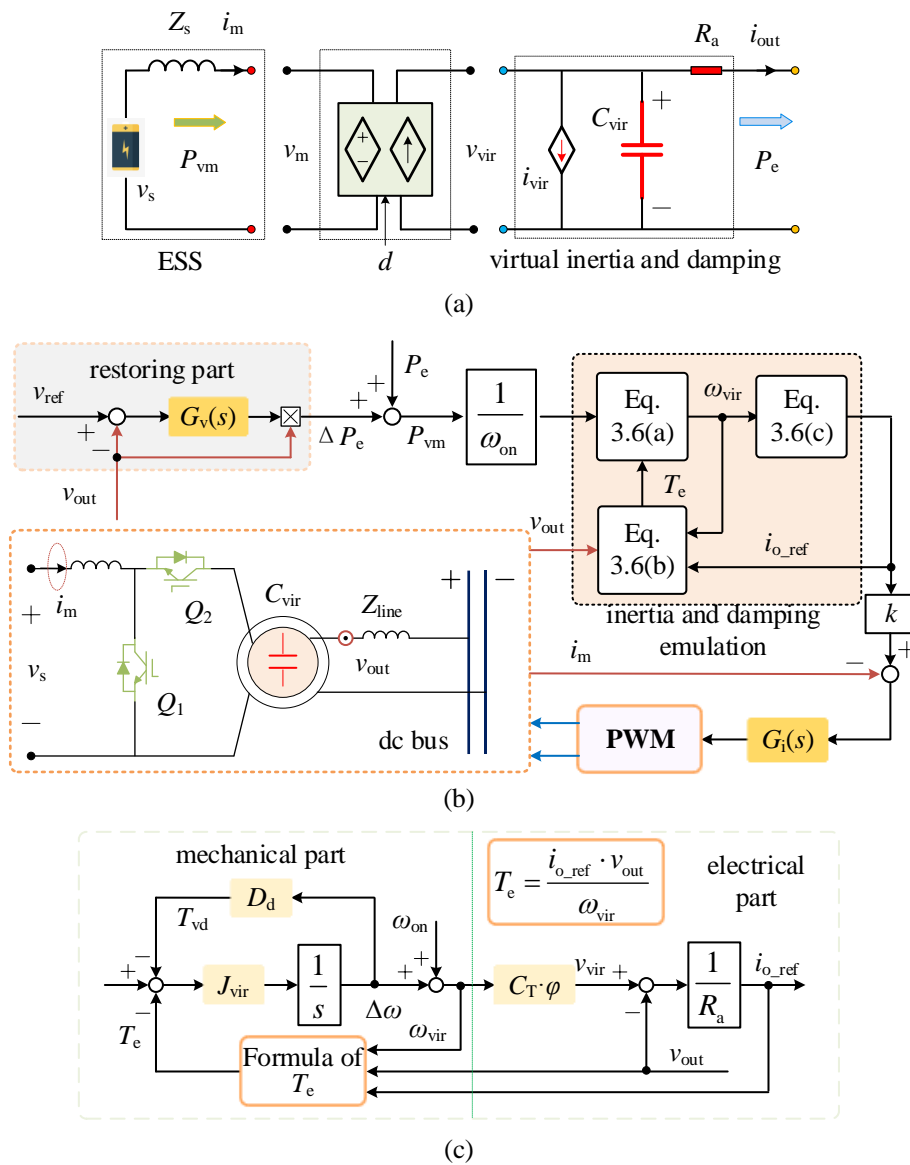 Z_s i_m R_a i_out
v_s P_vm v_m + − v_vir i_vir C_vir + − P_e
ESS d virtual inertia and damping
(a)
restoring part
v_ref + − G_v(s) Δ P_e + + P_e P_vm 1/ω_on
v_out
Eq. 3.6(a) ω_vir Eq. 3.6(c)
T_e
v_out Eq. 3.6(b) i_o_ref
inertia and damping
emulation
k
+ −
i_m
G_i(s)
PWM
+ i_m v_s − Q_1 Q_2 C_vir Z_line v_out + − dc bus
(b)
mechanical part
electrical
part
T_e = i_o_ref · v_out / ω_vir
T_vd D_d ω_on
+ − − J_vir 1/s Δω + + C_T·φ v_vir + − 1/R_a i_o_ref
T_e ω_vir
Formula of
T_e
v_out
(c)